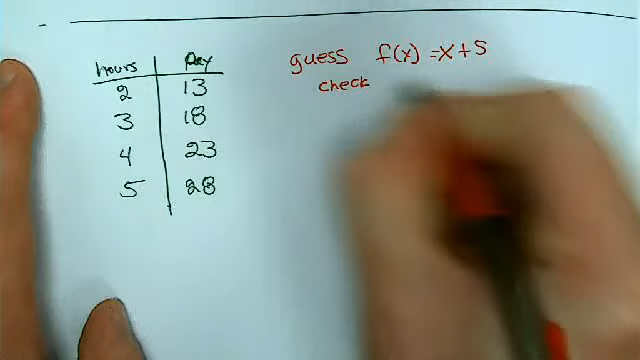 hours Pay
2 13
3 18
4 23
5 28
guess f(x) = x + 5
check